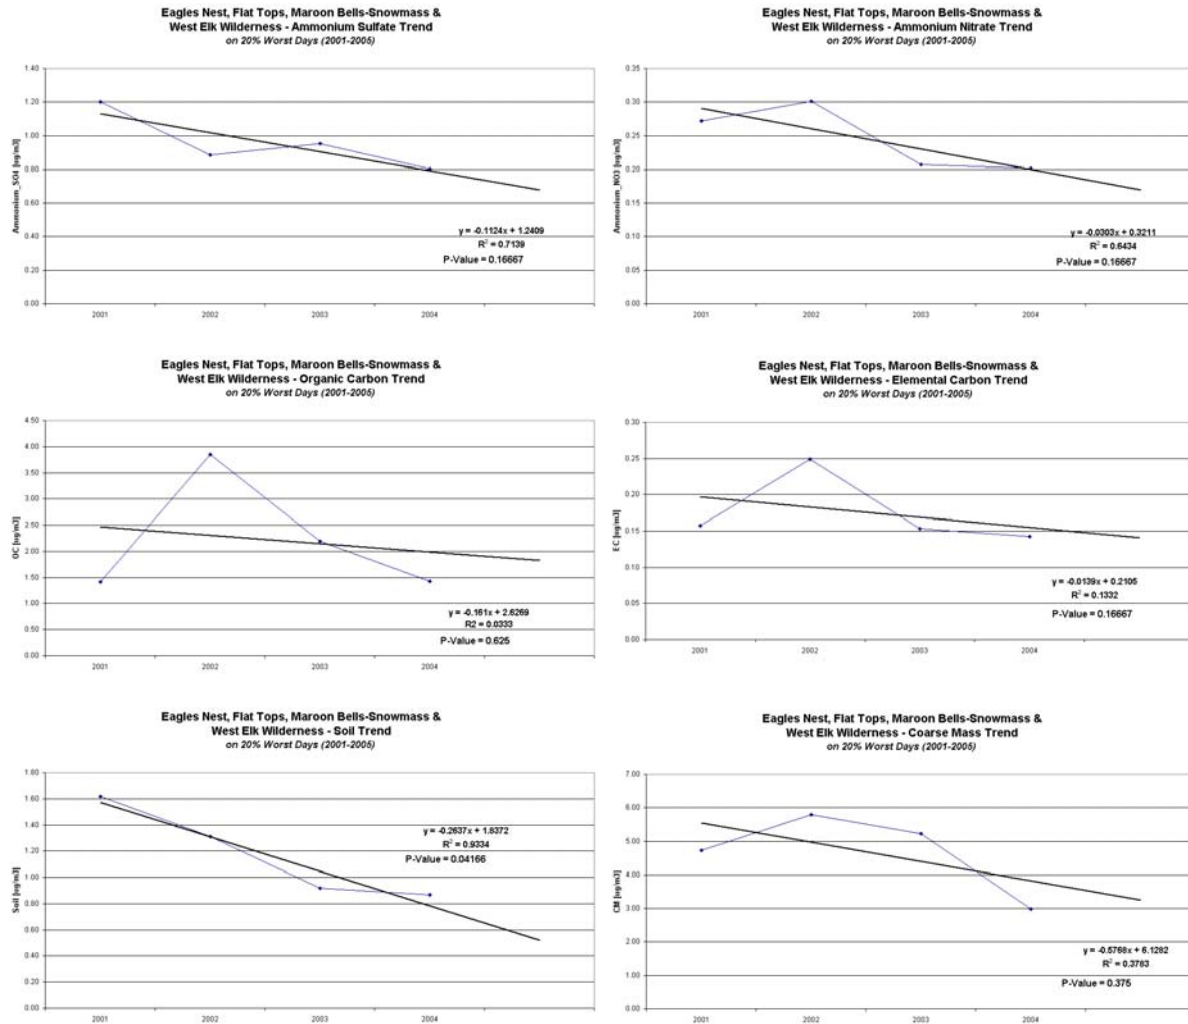 Eagles Nest, Flat Tops, Maroon Bells-Snowmass &
West Elk Wilderness - Ammonium Sulfate Trend
on 20% Worst Days (2001-2005)
1.40
1.20
1.00
0.80
0.60
0.40
0.20
0.00
Ammonium_SO4 [ug/m3]
y = -0.1124x + 1.2409
R² = 0.7139
P-Value = 0.16667
2001
2002
2003
2004
Eagles Nest, Flat Tops, Maroon Bells-Snowmass &
West Elk Wilderness - Ammonium Nitrate Trend
on 20% Worst Days (2001-2005)
0.35
0.30
0.25
0.20
0.15
0.10
0.05
0.00
Ammonium_NO3 [ug/m3]
y = -0.0303x + 0.3211
R² = 0.6434
P-Value = 0.16667
2001
2002
2003
2004
Eagles Nest, Flat Tops, Maroon Bells-Snowmass &
West Elk Wilderness - Organic Carbon Trend
on 20% Worst Days (2001-2005)
4.50
4.00
3.50
3.00
2.50
2.00
1.50
1.00
0.50
0.00
OC [ug/m3]
y = -0.161x + 2.6269
R2 = 0.0333
P-Value = 0.625
2001
2002
2003
2004
Eagles Nest, Flat Tops, Maroon Bells-Snowmass &
West Elk Wilderness - Elemental Carbon Trend
on 20% Worst Days (2001-2005)
0.30
0.25
0.20
0.15
0.10
0.05
0.00
EC [ug/m3]
y = -0.0139x + 0.2105
R² = 0.1332
P-Value = 0.16667
2001
2002
2003
2004
Eagles Nest, Flat Tops, Maroon Bells-Snowmass &
West Elk Wilderness - Soil Trend
on 20% Worst Days (2001-2005)
1.80
1.60
1.40
1.20
1.00
0.80
0.60
0.40
0.20
0.00
Soil [ug/m3]
y = -0.2637x + 1.8372
R² = 0.9334
P-Value = 0.04166
2001
2002
2003
2004
Eagles Nest, Flat Tops, Maroon Bells-Snowmass &
West Elk Wilderness - Coarse Mass Trend
on 20% Worst Days (2001-2005)
7.00
6.00
5.00
4.00
3.00
2.00
1.00
0.00
CM [ug/m3]
y = -0.5768x + 6.1282
R² = 0.3783
P-Value = 0.375
2001
2002
2003
2004